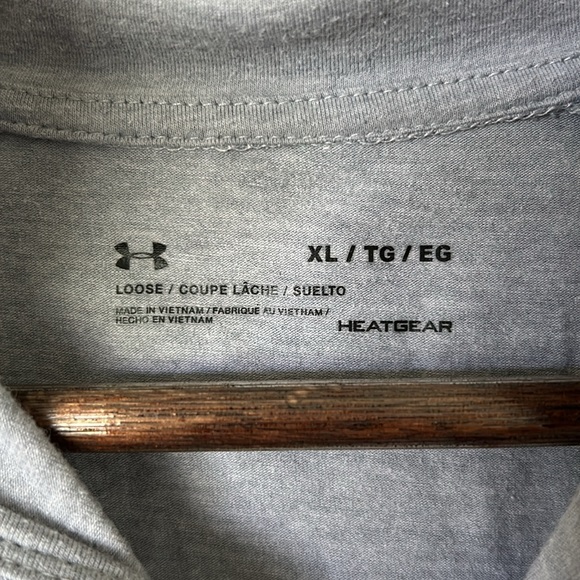 XL / TG / EG
LOOSE / COUPE LÂCHE / SUELTO
MADE IN VIETNAM / FABRIQUÉ AU VIETNAM /
HECHO EN VIETNAM
HEATGEAR